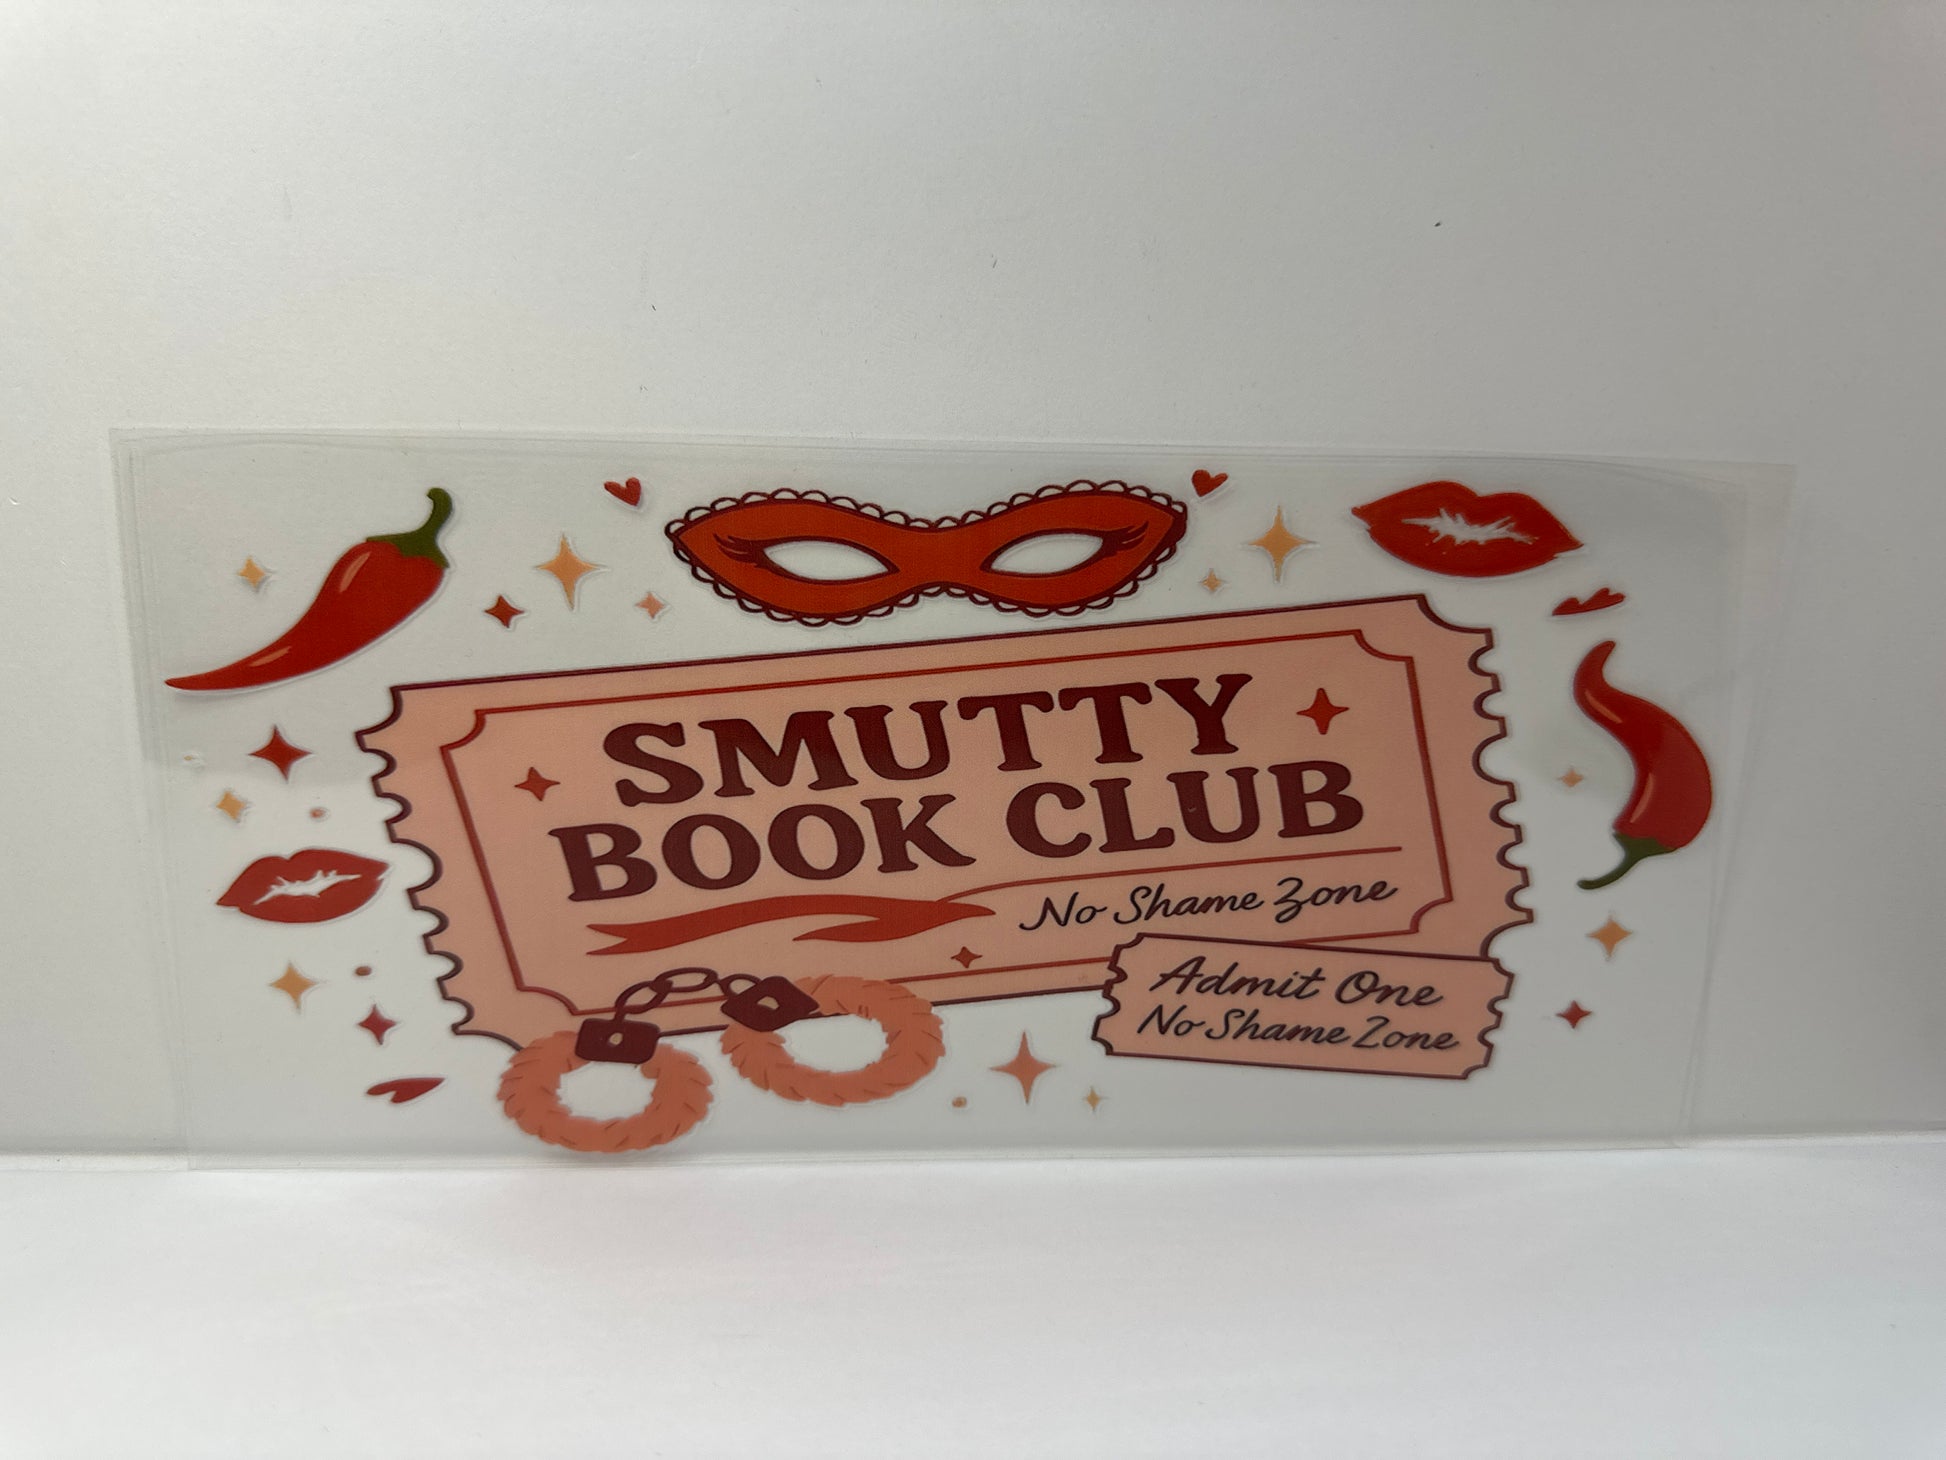 SMUTTY
BOOK CLUB
No Shame Zone
Admit One
No Shame Zone